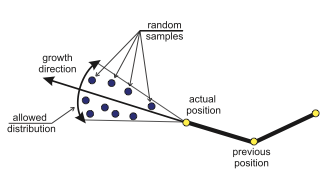 random
samples
growth
direction
actual
position
allowed
distribution
previous
position